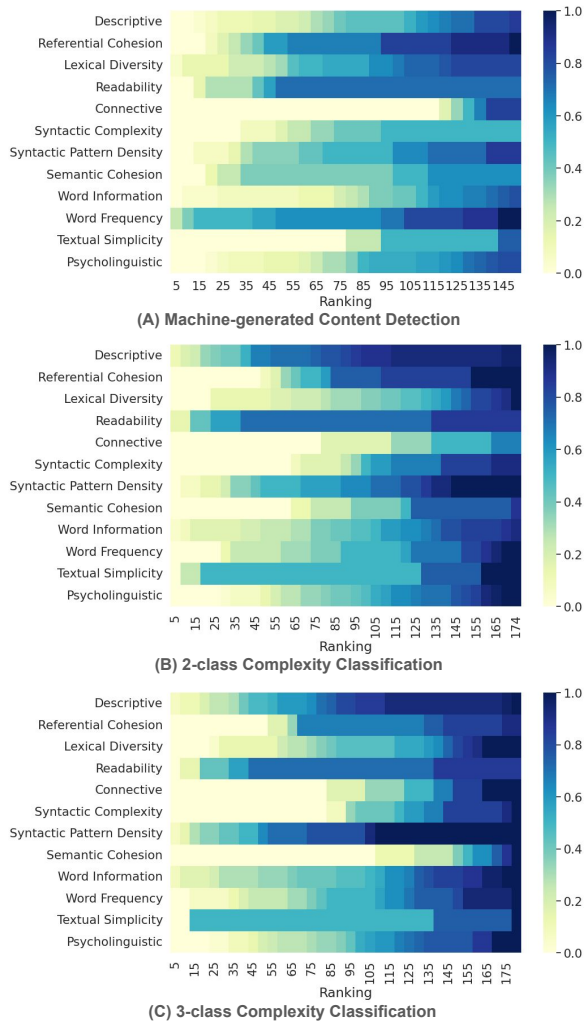 Descriptive
Referential Cohesion
Lexical Diversity
Readability
Connective
Syntactic Complexity
Syntactic Pattern Density
Semantic Cohesion
Word Information
Word Frequency
Textual Simplicity
Psycholinguistic
5 15 25 35 45 55 65 75 85 95 105 115 125 135 145
Ranking
1.0
0.8
0.6
0.4
0.2
0.0
(A) Machine-generated Content Detection
Descriptive
Referential Cohesion
Lexical Diversity
Readability
Connective
Syntactic Complexity
Syntactic Pattern Density
Semantic Cohesion
Word Information
Word Frequency
Textual Simplicity
Psycholinguistic
5 15 25 35 45 55 65 75 85 95 105 115 125 135 145 155 165 174
Ranking
1.0
0.8
0.6
0.4
0.2
0.0
(B) 2-class Complexity Classification
Descriptive
Referential Cohesion
Lexical Diversity
Readability
Connective
Syntactic Complexity
Syntactic Pattern Density
Semantic Cohesion
Word Information
Word Frequency
Textual Simplicity
Psycholinguistic
5 15 25 35 45 55 65 75 85 95 105 115 125 135 145 155 165 175
Ranking
1.0
0.8
0.6
0.4
0.2
0.0
(C) 3-class Complexity Classification